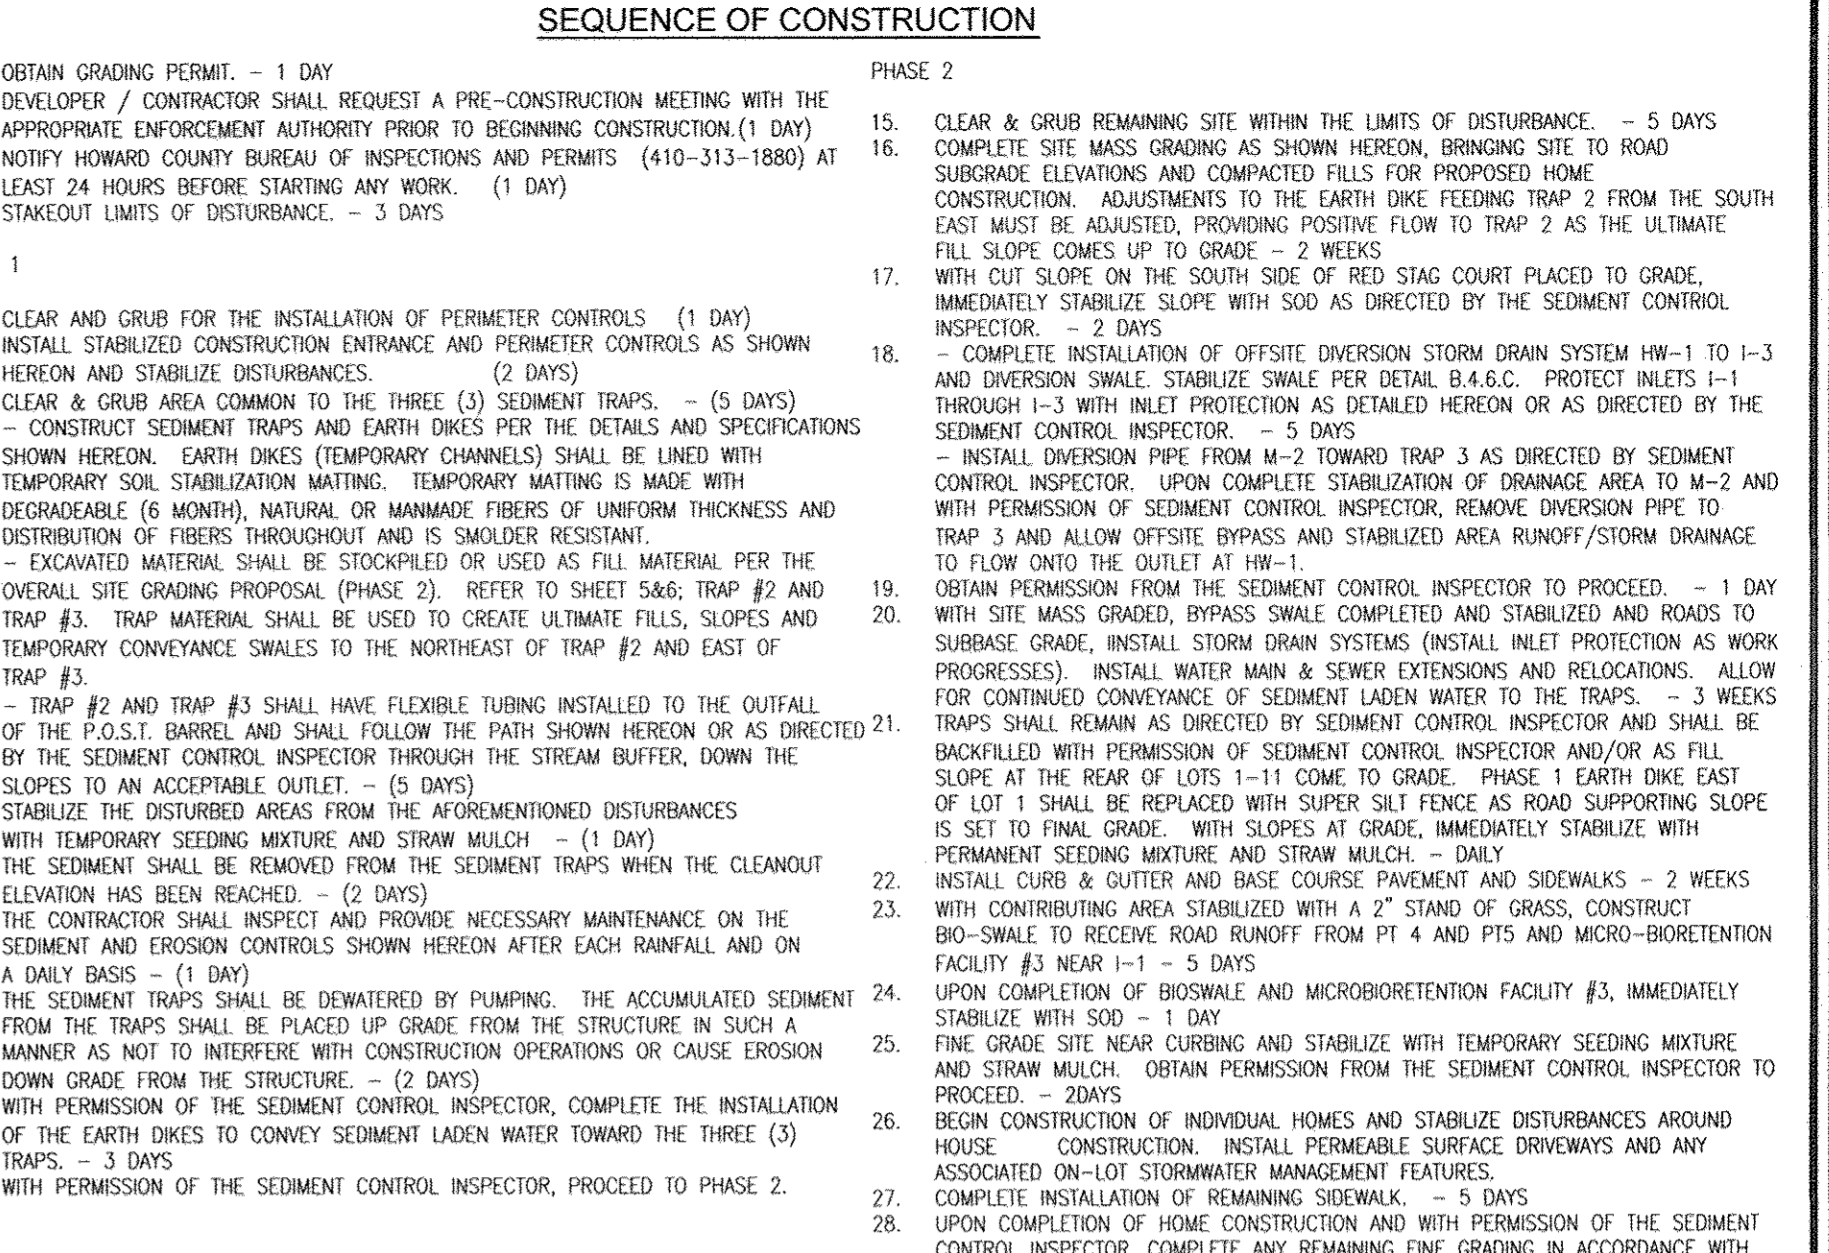 SEQUENCE OF CONSTRUCTION
OBTAIN GRADING PERMIT. – 1 DAY
DEVELOPER / CONTRACTOR SHALL REQUEST A PRE-CONSTRUCTION MEETING WITH THE
APPROPRIATE ENFORCEMENT AUTHORITY PRIOR TO BEGINNING CONSTRUCTION.(1 DAY)
NOTIFY HOWARD COUNTY BUREAU OF INSPECTIONS AND PERMITS (410-313-1880) AT
LEAST 24 HOURS BEFORE STARTING ANY WORK. (1 DAY)
STAKEOUT LIMITS OF DISTURBANCE. – 3 DAYS
1
CLEAR AND GRUB FOR THE INSTALLATION OF PERIMETER CONTROLS (1 DAY)
INSTALL STABILIZED CONSTRUCTION ENTRANCE AND PERIMETER CONTROLS AS SHOWN
HEREON AND STABILIZE DISTURBANCES. (2 DAYS)
CLEAR & GRUB AREA COMMON TO THE THREE (3) SEDIMENT TRAPS. – (5 DAYS)
– CONSTRUCT SEDIMENT TRAPS AND EARTH DIKES PER THE DETAILS AND SPECIFICATIONS
SHOWN HEREON. EARTH DIKES (TEMPORARY CHANNELS) SHALL BE LINED WITH
TEMPORARY SOIL STABILIZATION MATTING. TEMPORARY MATTING IS MADE WITH
DEGRADEABLE (6 MONTH), NATURAL OR MANMADE FIBERS OF UNIFORM THICKNESS AND
DISTRIBUTION OF FIBERS THROUGHOUT AND IS SMOLDER RESISTANT.
– EXCAVATED MATERIAL SHALL BE STOCKPILED OR USED AS FILL MATERIAL PER THE
OVERALL SITE GRADING PROPOSAL (PHASE 2). REFER TO SHEET 5&6; TRAP #2 AND
TRAP #3. TRAP MATERIAL SHALL BE USED TO CREATE ULTIMATE FILLS, SLOPES AND
TEMPORARY CONVEYANCE SWALES TO THE NORTHEAST OF TRAP #2 AND EAST OF
TRAP #3.
– TRAP #2 AND TRAP #3 SHALL HAVE FLEXIBLE TUBING INSTALLED TO THE OUTFALL
OF THE P.O.S.T. BARREL AND SHALL FOLLOW THE PATH SHOWN HEREON OR AS DIRECTED
BY THE SEDIMENT CONTROL INSPECTOR THROUGH THE STREAM BUFFER, DOWN THE
SLOPES TO AN ACCEPTABLE OUTLET. – (5 DAYS)
STABILIZE THE DISTURBED AREAS FROM THE AFOREMENTIONED DISTURBANCES
WITH TEMPORARY SEEDING MIXTURE AND STRAW MULCH – (1 DAY)
THE SEDIMENT SHALL BE REMOVED FROM THE SEDIMENT TRAPS WHEN THE CLEANOUT
ELEVATION HAS BEEN REACHED. – (2 DAYS)
THE CONTRACTOR SHALL INSPECT AND PROVIDE NECESSARY MAINTENANCE ON THE
SEDIMENT AND EROSION CONTROLS SHOWN HEREON AFTER EACH RAINFALL AND ON
A DAILY BASIS – (1 DAY)
THE SEDIMENT TRAPS SHALL BE DEWATERED BY PUMPING. THE ACCUMULATED SEDIMENT
FROM THE TRAPS SHALL BE PLACED UP GRADE FROM THE STRUCTURE IN SUCH A
MANNER AS NOT TO INTERFERE WITH CONSTRUCTION OPERATIONS OR CAUSE EROSION
DOWN GRADE FROM THE STRUCTURE. – (2 DAYS)
WITH PERMISSION OF THE SEDIMENT CONTROL INSPECTOR, COMPLETE THE INSTALLATION
OF THE EARTH DIKES TO CONVEY SEDIMENT LADEN WATER TOWARD THE THREE (3)
TRAPS. – 3 DAYS
WITH PERMISSION OF THE SEDIMENT CONTROL INSPECTOR, PROCEED TO PHASE 2.
PHASE 2
15. CLEAR & GRUB REMAINING SITE WITHIN THE LIMITS OF DISTURBANCE. – 5 DAYS
16. COMPLETE SITE MASS GRADING AS SHOWN HEREON, BRINGING SITE TO ROAD
SUBGRADE ELEVATIONS AND COMPACTED FILLS FOR PROPOSED HOME
CONSTRUCTION. ADJUSTMENTS TO THE EARTH DIKE FEEDING TRAP 2 FROM THE SOUTH
EAST MUST BE ADJUSTED, PROVIDING POSITIVE FLOW TO TRAP 2 AS THE ULTIMATE
FILL SLOPE COMES UP TO GRADE – 2 WEEKS
17. WITH CUT SLOPE ON THE SOUTH SIDE OF RED STAG COURT PLACED TO GRADE,
IMMEDIATELY STABILIZE SLOPE WITH SOD AS DIRECTED BY THE SEDIMENT CONTRIOL
INSPECTOR. – 2 DAYS
18. – COMPLETE INSTALLATION OF OFFSITE DIVERSION STORM DRAIN SYSTEM HW-1 TO I-3
AND DIVERSION SWALE. STABILIZE SWALE PER DETAIL B.4.6.C. PROTECT INLETS I-1
THROUGH I-3 WITH INLET PROTECTION AS DETAILED HEREON OR AS DIRECTED BY THE
SEDIMENT CONTROL INSPECTOR. – 5 DAYS
– INSTALL DIVERSION PIPE FROM M-2 TOWARD TRAP 3 AS DIRECTED BY SEDIMENT
CONTROL INSPECTOR. UPON COMPLETE STABILIZATION OF DRAINAGE AREA TO M-2 AND
WITH PERMISSION OF SEDIMENT CONTROL INSPECTOR, REMOVE DIVERSION PIPE TO
TRAP 3 AND ALLOW OFFSITE BYPASS AND STABILIZED AREA RUNOFF/STORM DRAINAGE
TO FLOW ONTO THE OUTLET AT HW-1.
19. OBTAIN PERMISSION FROM THE SEDIMENT CONTROL INSPECTOR TO PROCEED. – 1 DAY
20. WITH SITE MASS GRADED, BYPASS SWALE COMPLETED AND STABILIZED AND ROADS TO
SUBBASE GRADE, IINSTALL STORM DRAIN SYSTEMS (INSTALL INLET PROTECTION AS WORK
PROGRESSES). INSTALL WATER MAIN & SEWER EXTENSIONS AND RELOCATIONS. ALLOW
FOR CONTINUED CONVEYANCE OF SEDIMENT LADEN WATER TO THE TRAPS. – 3 WEEKS
21. TRAPS SHALL REMAIN AS DIRECTED BY SEDIMENT CONTROL INSPECTOR AND SHALL BE
BACKFILLED WITH PERMISSION OF SEDIMENT CONTROL INSPECTOR AND/OR AS FILL
SLOPE AT THE REAR OF LOTS 1-11 COME TO GRADE. PHASE 1 EARTH DIKE EAST
OF LOT 1 SHALL BE REPLACED WITH SUPER SILT FENCE AS ROAD SUPPORTING SLOPE
IS SET TO FINAL GRADE. WITH SLOPES AT GRADE, IMMEDIATELY STABILIZE WITH
PERMANENT SEEDING MIXTURE AND STRAW MULCH. – DAILY
22. INSTALL CURB & GUTTER AND BASE COURSE PAVEMENT AND SIDEWALKS – 2 WEEKS
23. WITH CONTRIBUTING AREA STABILIZED WITH A 2" STAND OF GRASS, CONSTRUCT
BIO-SWALE TO RECEIVE ROAD RUNOFF FROM PT 4 AND PT5 AND MICRO-BIORETENTION
FACILITY #3 NEAR I-1 – 5 DAYS
24. UPON COMPLETION OF BIOSWALE AND MICROBIORETENTION FACILITY #3, IMMEDIATELY
STABILIZE WITH SOD – 1 DAY
25. FINE GRADE SITE NEAR CURBING AND STABILIZE WITH TEMPORARY SEEDING MIXTURE
AND STRAW MULCH. OBTAIN PERMISSION FROM THE SEDIMENT CONTROL INSPECTOR TO
PROCEED. – 2DAYS
26. BEGIN CONSTRUCTION OF INDIVIDUAL HOMES AND STABILIZE DISTURBANCES AROUND
HOUSE CONSTRUCTION. INSTALL PERMEABLE SURFACE DRIVEWAYS AND ANY
ASSOCIATED ON-LOT STORMWATER MANAGEMENT FEATURES.
27. COMPLETE INSTALLATION OF REMAINING SIDEWALK. – 5 DAYS
28. UPON COMPLETION OF HOME CONSTRUCTION AND WITH PERMISSION OF THE SEDIMENT
CONTROL INSPECTOR, COMPLETE ANY REMAINING FINE GRADING IN ACCORDANCE WITH